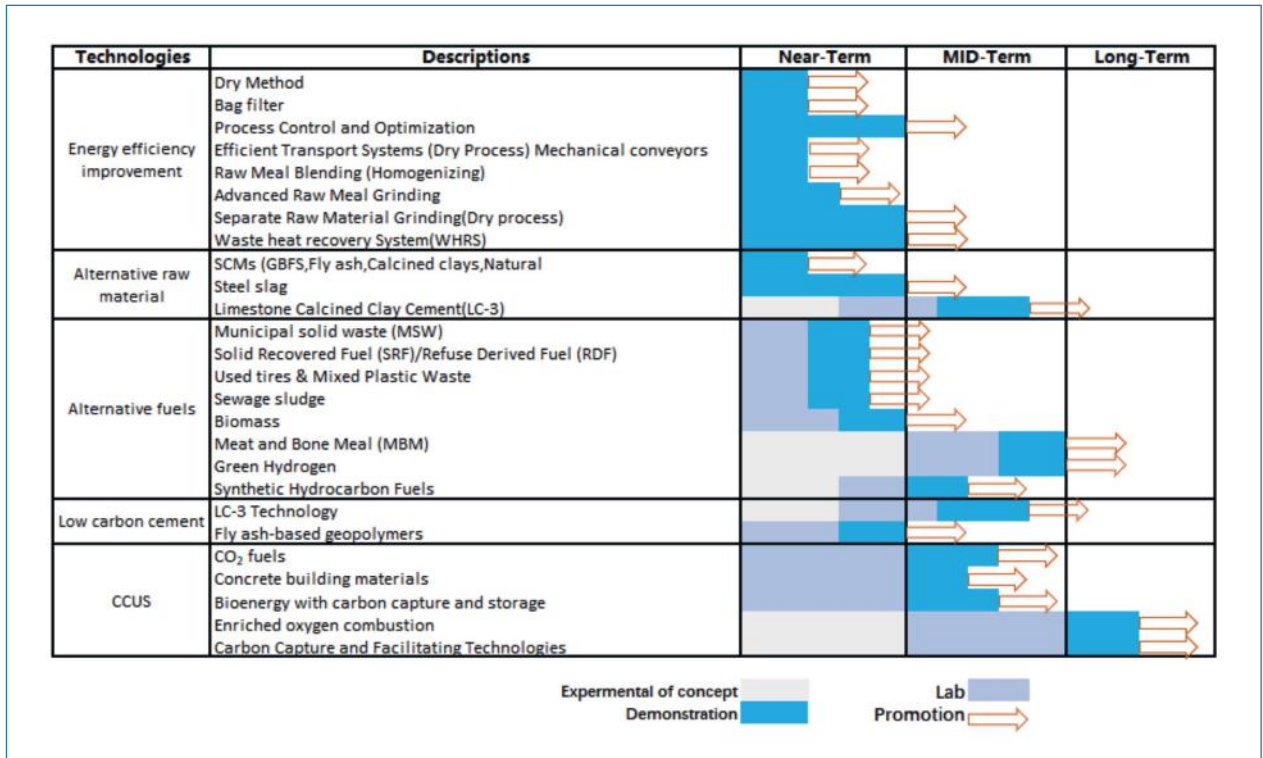 Technologies Descriptions Near-Term MID-Term Long-Term
Energy efficiency improvement
Dry Method
Bag filter
Process Control and Optimization
Efficient Transport Systems (Dry Process) Mechanical conveyors
Raw Meal Blending (Homogenizing)
Advanced Raw Meal Grinding
Separate Raw Material Grinding(Dry process)
Waste heat recovery System(WHRS)
Alternative raw material
SCMs (GBFS,Fly ash,Calcined clays,Natural
Steel slag
Limestone Calcined Clay Cement(LC-3)
Alternative fuels
Municipal solid waste (MSW)
Solid Recovered Fuel (SRF)/Refuse Derived Fuel (RDF)
Used tires & Mixed Plastic Waste
Sewage sludge
Biomass
Meat and Bone Meal (MBM)
Green Hydrogen
Synthetic Hydrocarbon Fuels
Low carbon cement
LC-3 Technology
Fly ash-based geopolymers
CCUS
CO₂ fuels
Concrete building materials
Bioenergy with carbon capture and storage
Enriched oxygen combustion
Carbon Capture and Facilitating Technologies
Expermental of concept Lab
Demonstration Promotion